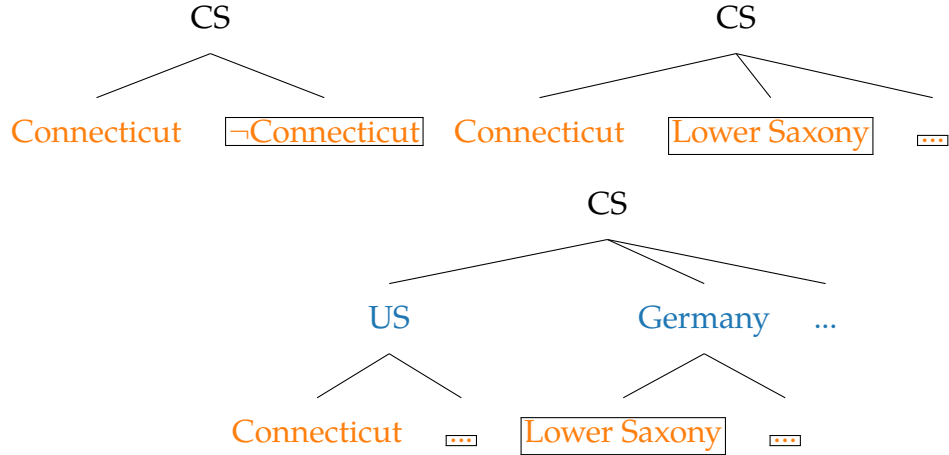 CS CS
Connecticut ¬Connecticut Connecticut Lower Saxony ...
CS
US Germany ...
Connecticut ... Lower Saxony ...